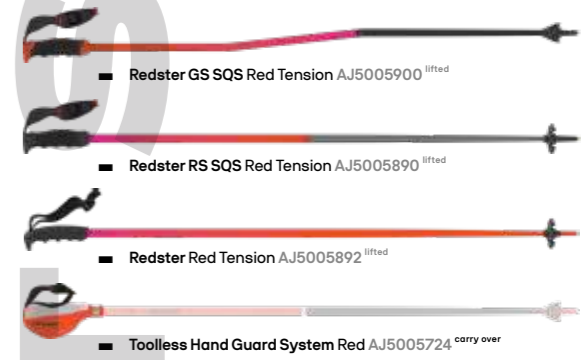 Redster GS SQS Red Tension AJ5005900 lifted
Redster RS SQS Red Tension AJ5005890 lifted
Redster Red Tension AJ5005892 lifted
Toolless Hand Guard System Red AJ5005724 carry over